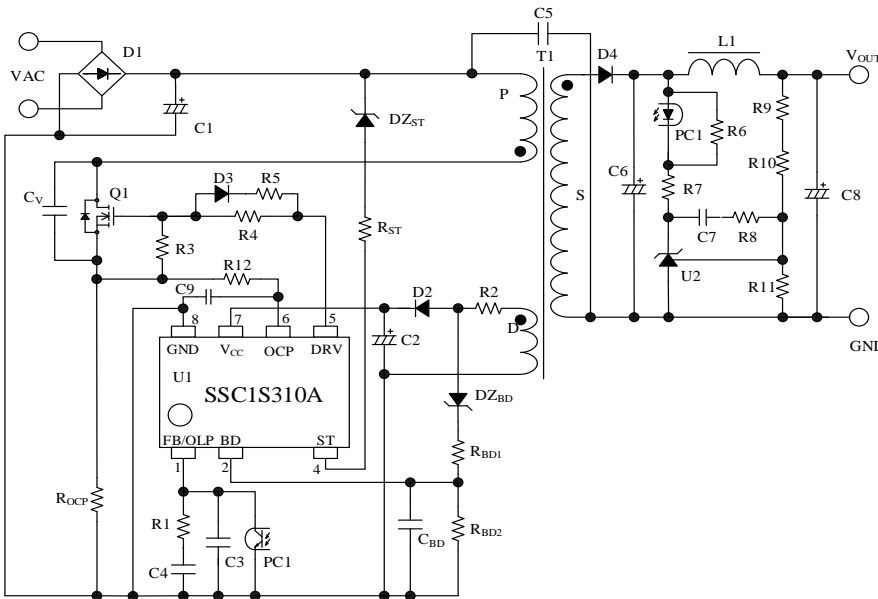 C5
D1
T1
D4
L1
VOUT
VAC
P
R9
C1
DZST
PC1
R6
R10
CV
Q1
D3
R5
C6
R7
C8
S
R4
RST
R3
C7
R8
R12
U2
C9
D2
R2
R11
8
7
6
5
C2
D
GND
VCC
OCP
DRV
GND
U1
SSC1S310A
DZBD
FB/OLP
BD
ST
RBD1
1
2
4
ROCP
R1
C3
PC1
CBD
RBD2
C4